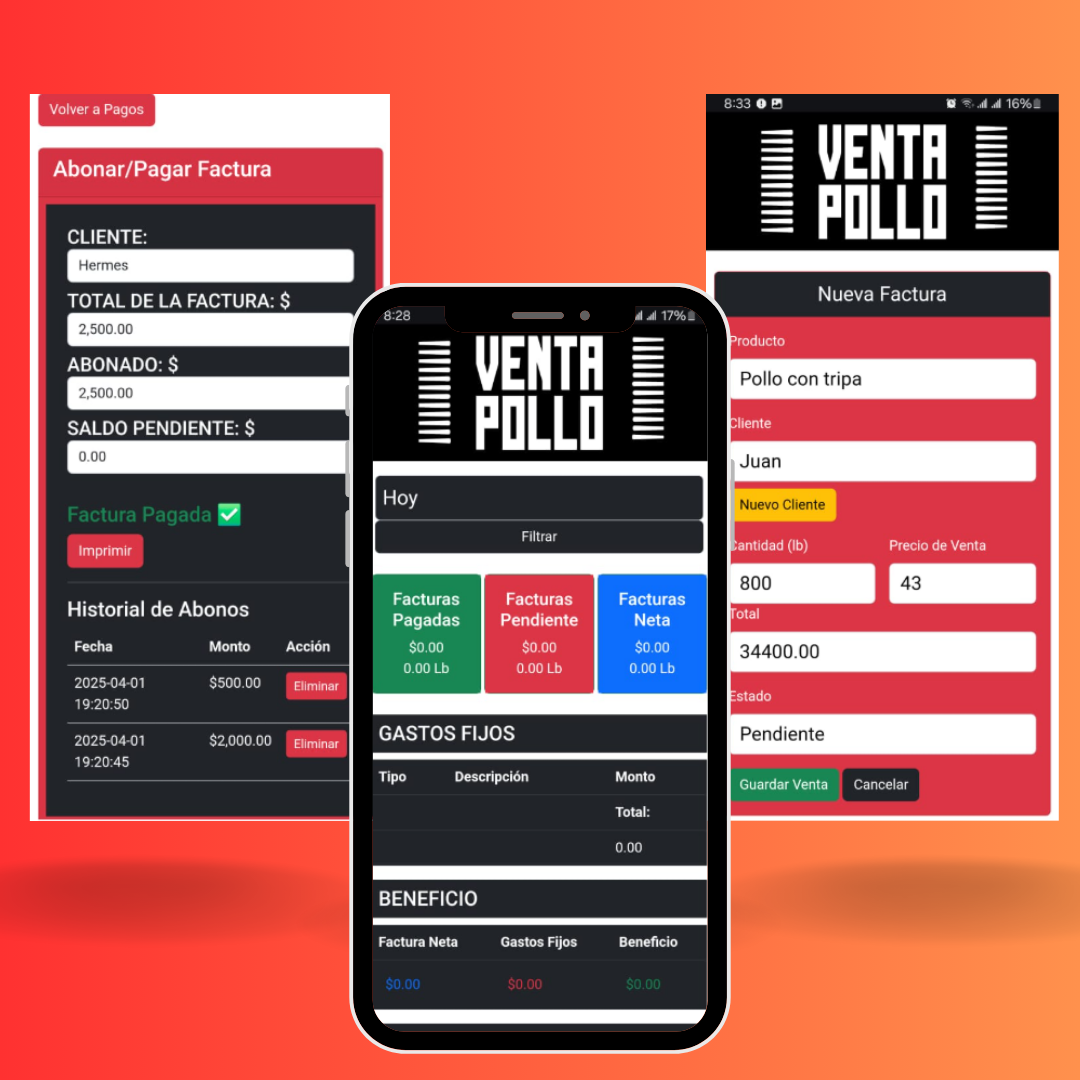 Volver a Pagos
Abonar/Pagar Factura
CLIENTE:
Hermes
TOTAL DE LA FACTURA: $
2,500.00
ABONADO: $
2,500.00
SALDO PENDIENTE: $
0.00
Factura Pagada ✅
Imprimir
Historial de Abonos
Fecha Monto Acción
2025-04-01 $500.00 Eliminar
19:20:50
2025-04-01 $2,000.00 Eliminar
19:20:45
8:28 17%
VENTA
POLLO
Hoy
Filtrar
Facturas Facturas Facturas
Pagadas Pendiente Neta
$0.00 $0.00 $0.00
0.00 Lb 0.00 Lb 0.00 Lb
GASTOS FIJOS
Tipo Descripción Monto
Total:
0.00
BENEFICIO
Factura Neta Gastos Fijos Beneficio
$0.00 $0.00 $0.00
8:33 16%
VENTA
POLLO
Nueva Factura
Producto
Pollo con tripa
Cliente
Juan
Nuevo Cliente
Cantidad (lb) Precio de Venta
800 43
Total
34400.00
Estado
Pendiente
Guardar Venta Cancelar